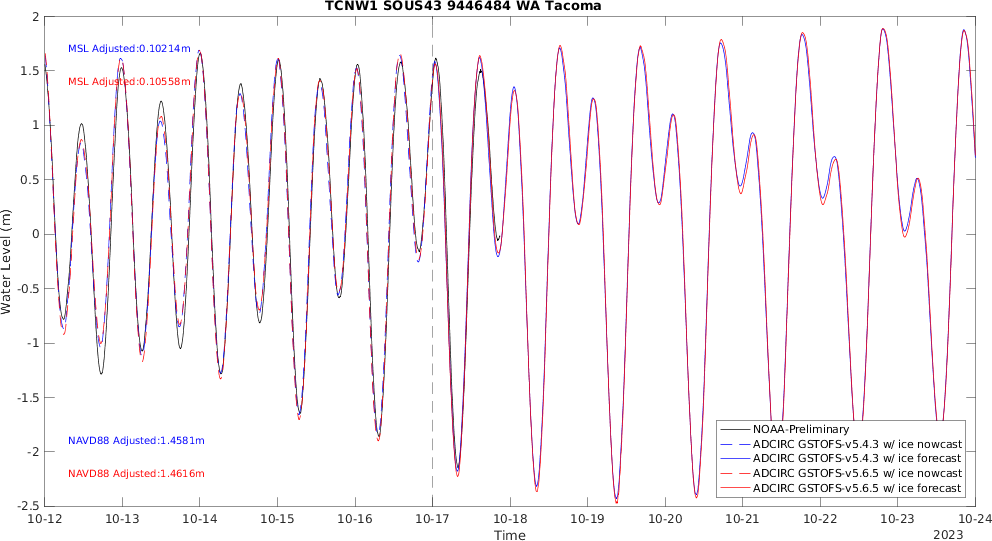 TCNW1 SOUS43 9446484 WA Tacoma
MSL Adjusted:0.10214m
MSL Adjusted:0.10558m
NAVD88 Adjusted:1.4581m
NAVD88 Adjusted:1.4616m
Water Level (m)
2
1.5
1
0.5
0
-0.5
-1
-1.5
-2
-2.5
NOAA-Preliminary
ADCIRC GSTOFS-v5.4.3 w/ ice nowcast
ADCIRC GSTOFS-v5.4.3 w/ ice forecast
ADCIRC GSTOFS-v5.6.5 w/ ice nowcast
ADCIRC GSTOFS-v5.6.5 w/ ice forecast
10-12 10-13 10-14 10-15 10-16 10-17 10-18 10-19 10-20 10-21 10-22 10-23 10-24
Time
2023